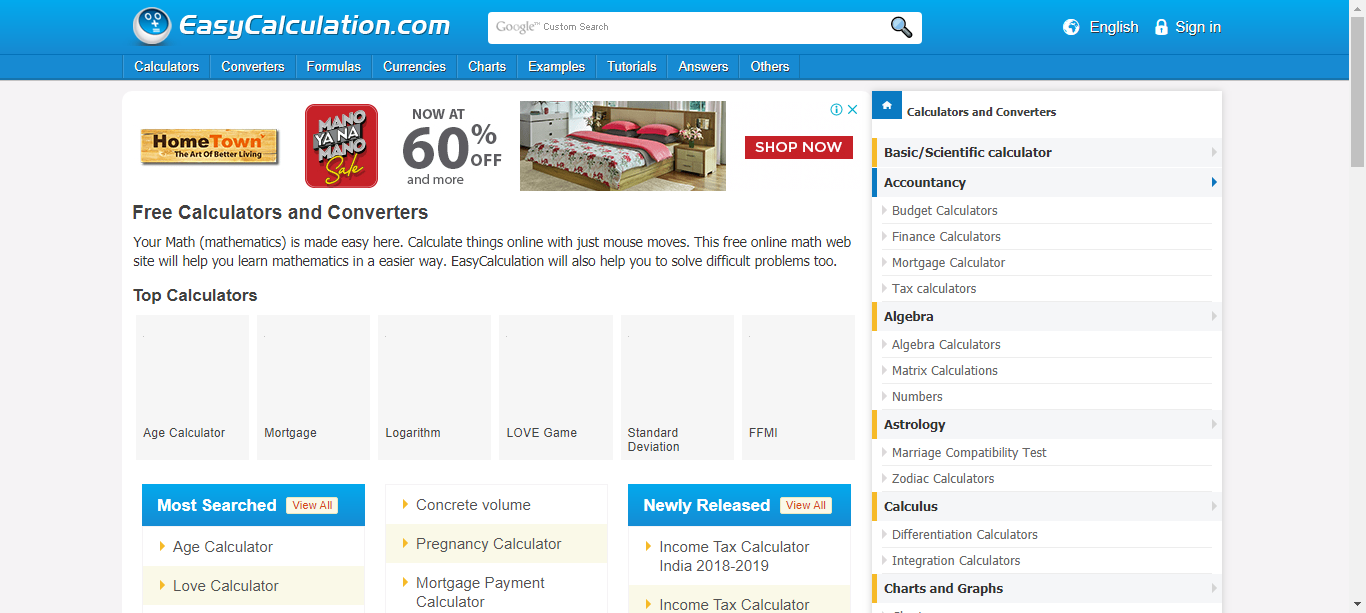 EasyCalculation.com
Google™ Custom Search
English
Sign in
Calculators
Converters
Formulas
Currencies
Charts
Examples
Tutorials
Answers
Others
HomeTown
The Art Of Better Living
MANO
YA NA
MANO
Sale
NOW AT
60%
OFF
and more
SHOP NOW
Free Calculators and Converters
Your Math (mathematics) is made easy here. Calculate things online with just mouse moves. This free online math web
site will help you learn mathematics in a easier way. EasyCalculation will also help you to solve difficult problems too.
Top Calculators
Age Calculator
Mortgage
Logarithm
LOVE Game
Standard
Deviation
FFMI
Most Searched
View All
Age Calculator
Love Calculator
Concrete volume
Pregnancy Calculator
Mortgage Payment
Calculator
Newly Released
View All
Income Tax Calculator
India 2018-2019
Income Tax Calculator
Calculators and Converters
Basic/Scientific calculator
Accountancy
Budget Calculators
Finance Calculators
Mortgage Calculator
Tax calculators
Algebra
Algebra Calculators
Matrix Calculations
Numbers
Astrology
Marriage Compatibility Test
Zodiac Calculators
Calculus
Differentiation Calculators
Integration Calculators
Charts and Graphs